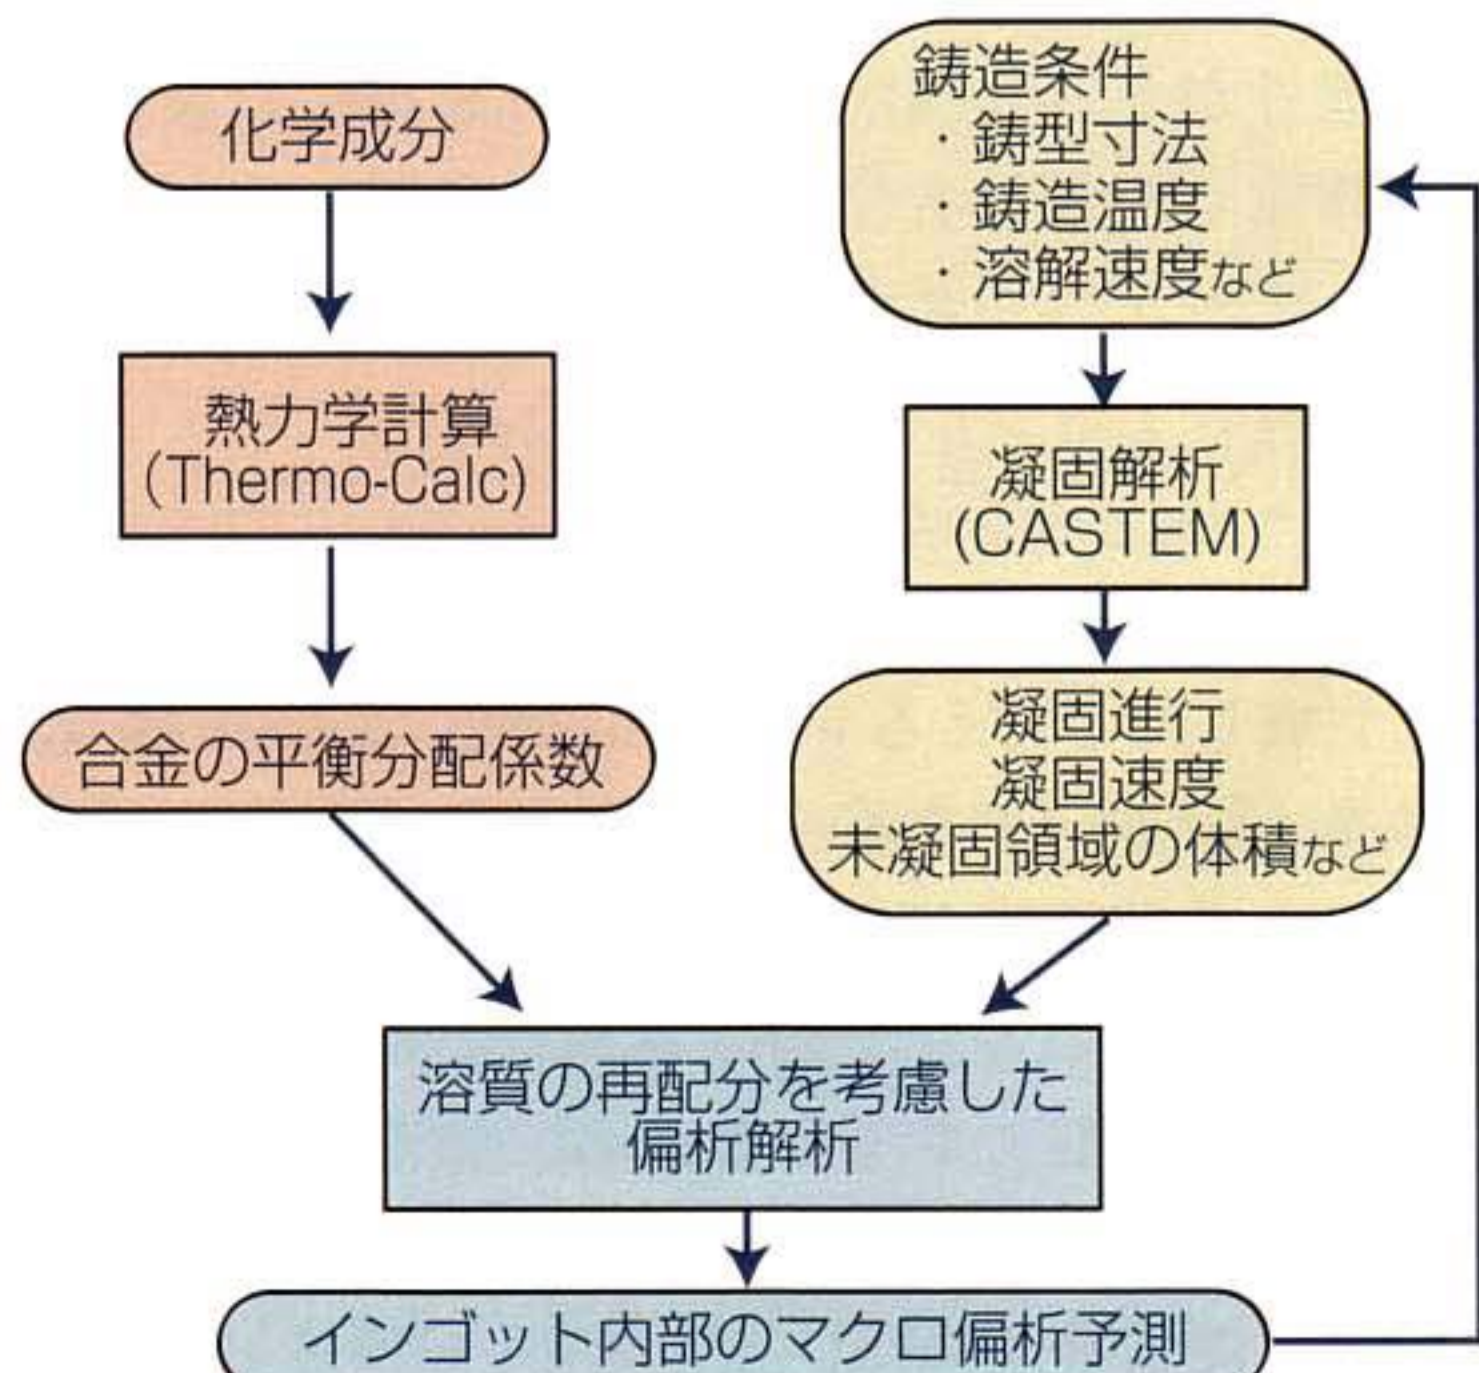 化学成分
熱力学計算
(Thermo-Calc)
合金の平衡分配係数
鋳造条件
・鋳型寸法
・鋳造温度
・溶解速度など
凝固解析
(CASTEM)
凝固進行
凝固速度
未凝固領域の体積など
溶質の再配分を考慮した
偏析解析
インゴット内部のマクロ偏析予測